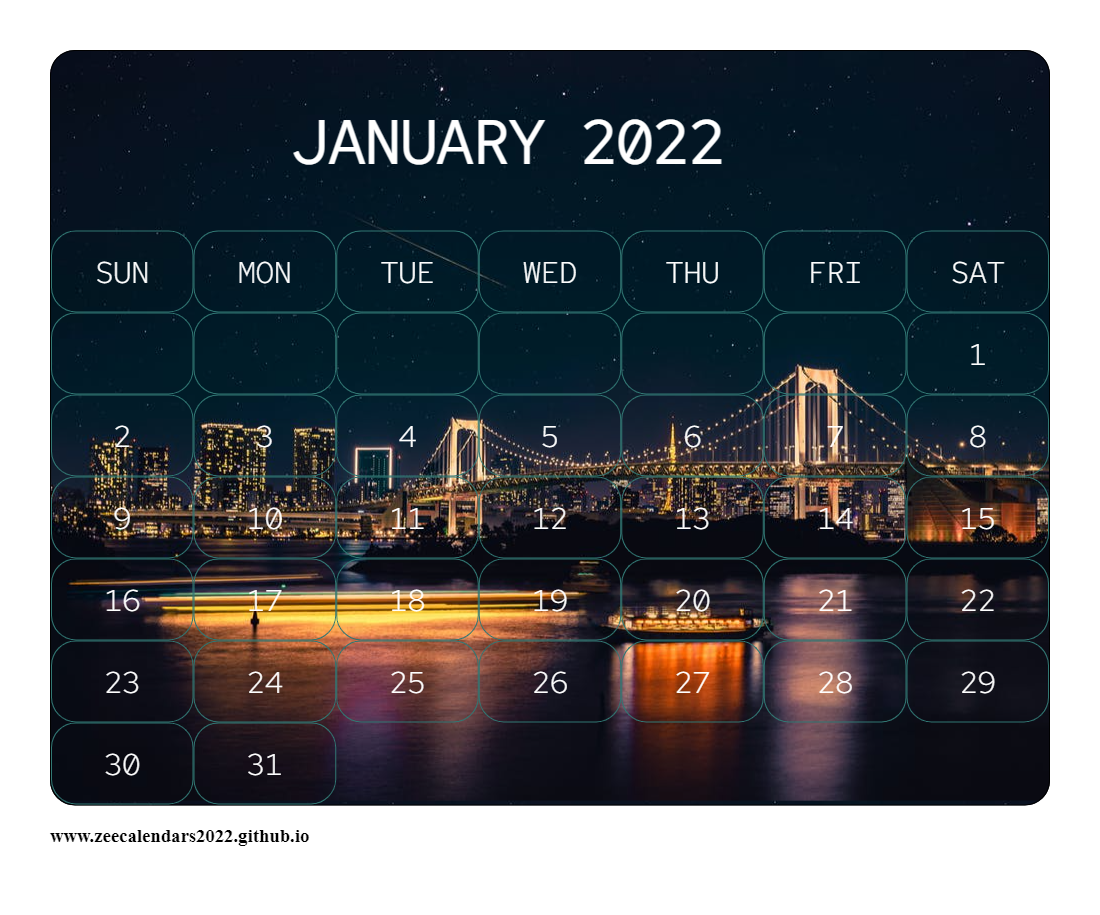 JANUARY 2022
SUN MON TUE WED THU FRI SAT
1
2 3 4 5 6 7 8
9 10 11 12 13 14 15
16 17 18 19 20 21 22
23 24 25 26 27 28 29
30 31
www.zeecalendars2022.github.io